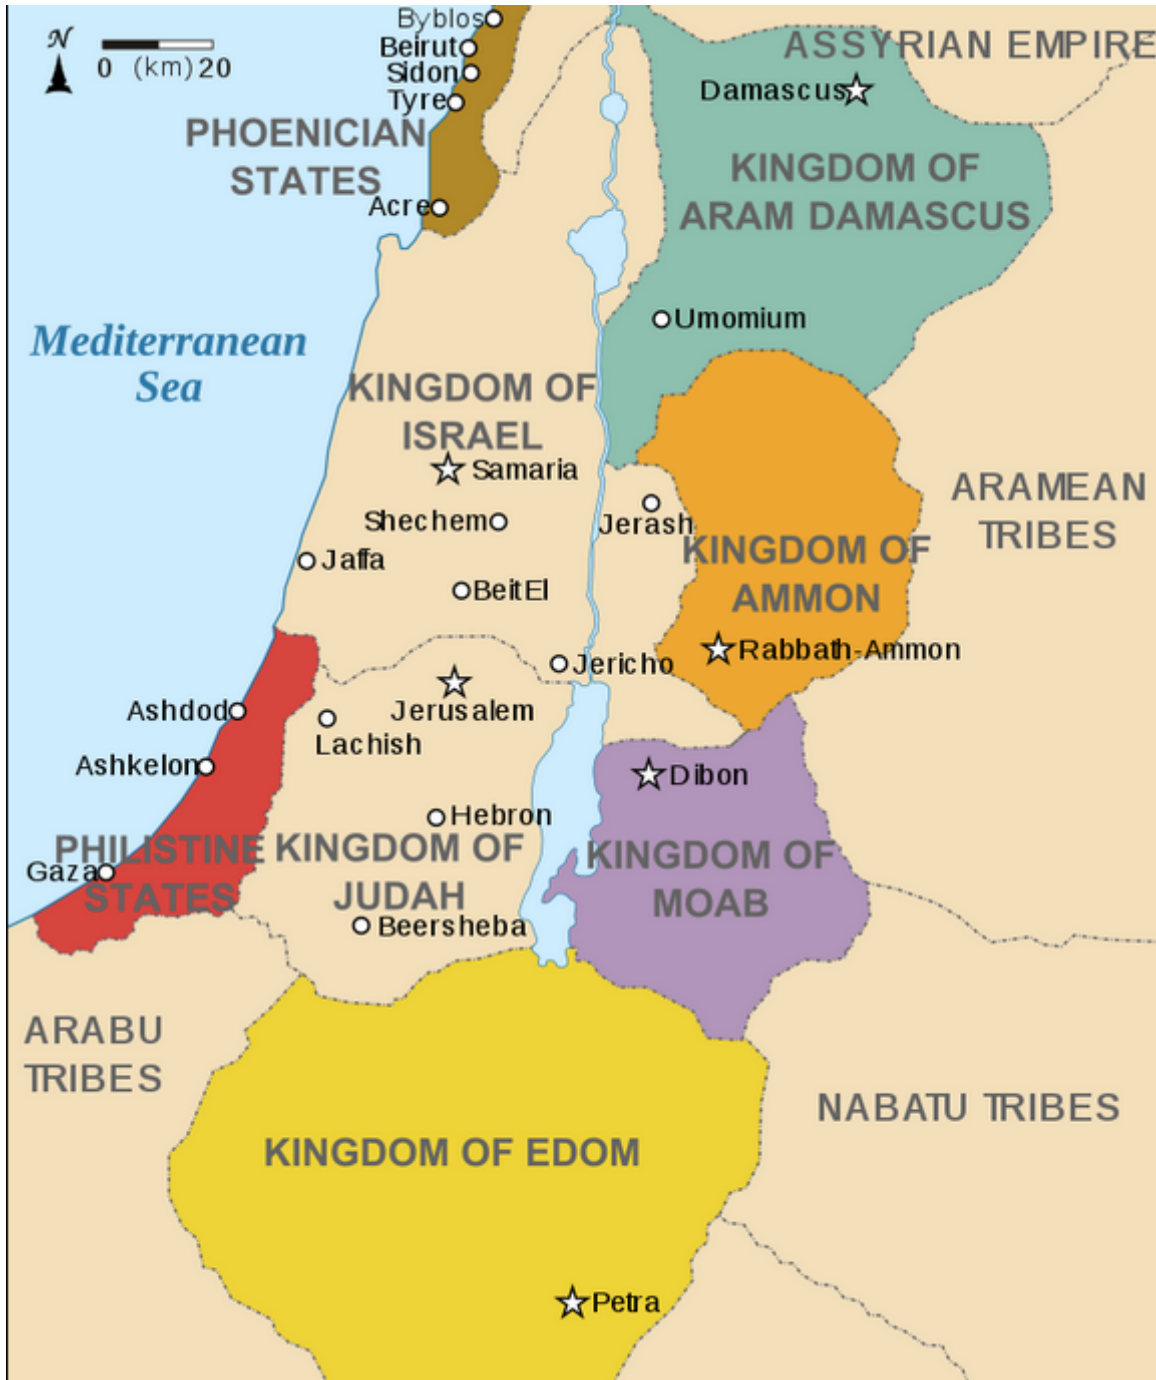 Byblos
N
0 (km) 20
Beirut
Sidon
Tyre
ASSYRIAN EMPIRE
Damascus
PHOENICIAN
STATES
KINGDOM OF
ARAM DAMASCUS
Acre
Umomium
Mediterranean
Sea
KINGDOM OF
ISRAEL
Samaria
Shechem
Jerash
ARAMEAN
TRIBES
Jaffa
KINGDOM OF
AMMON
BeitEl
Rabbath-Ammon
Jericho
Jerusalem
Ashdod
Lachish
Ashkelon
Dibon
Hebron
PHILISTINE
STATES
Gaza
KINGDOM OF
JUDAH
KINGDOM OF
MOAB
Beersheba
ARABU
TRIBES
NABATU TRIBES
KINGDOM OF EDOM
Petra